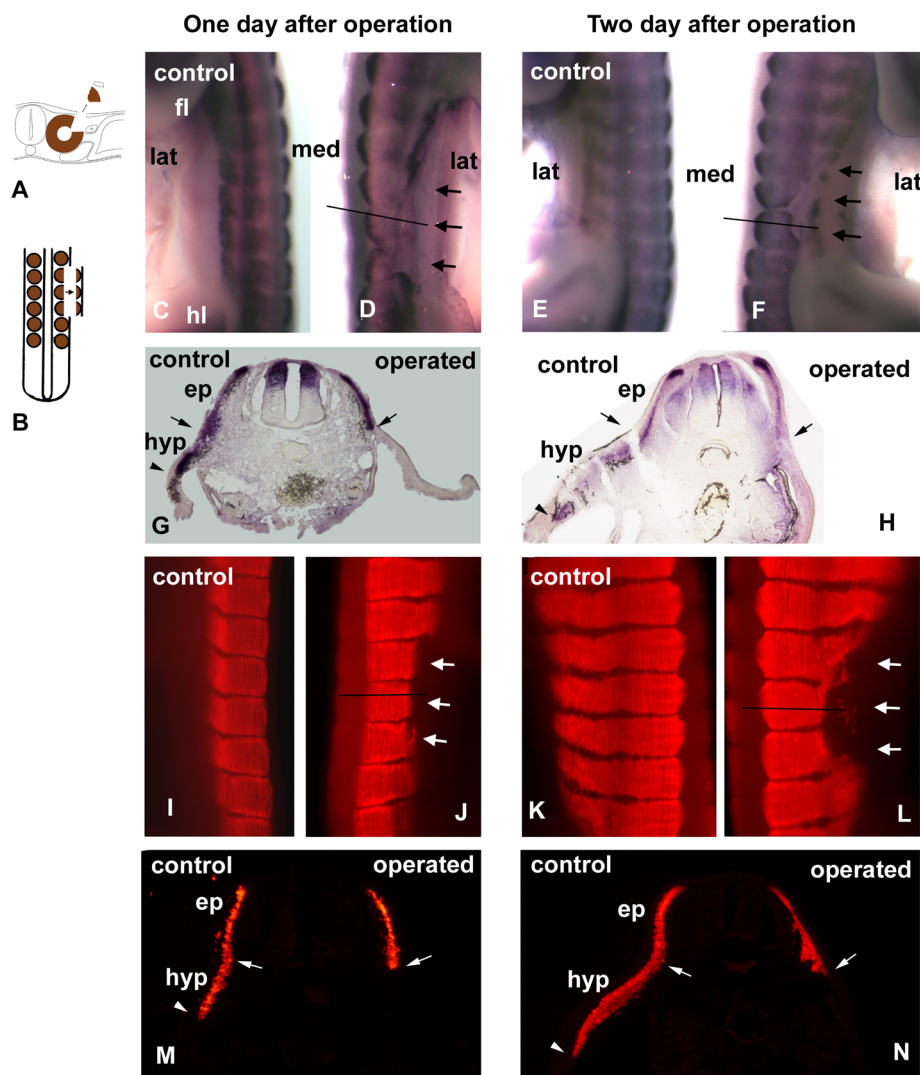 One day after operation
Two day after operation
A
B
control
fl
lat
med
lat
C
hl
D
control
lat
med
lat
E
F
control
operated
ep
hyp
G
control
operated
ep
hyp
H
control
I
J
control
K
L
control
operated
ep
hyp
M
control
operated
ep
hyp
N